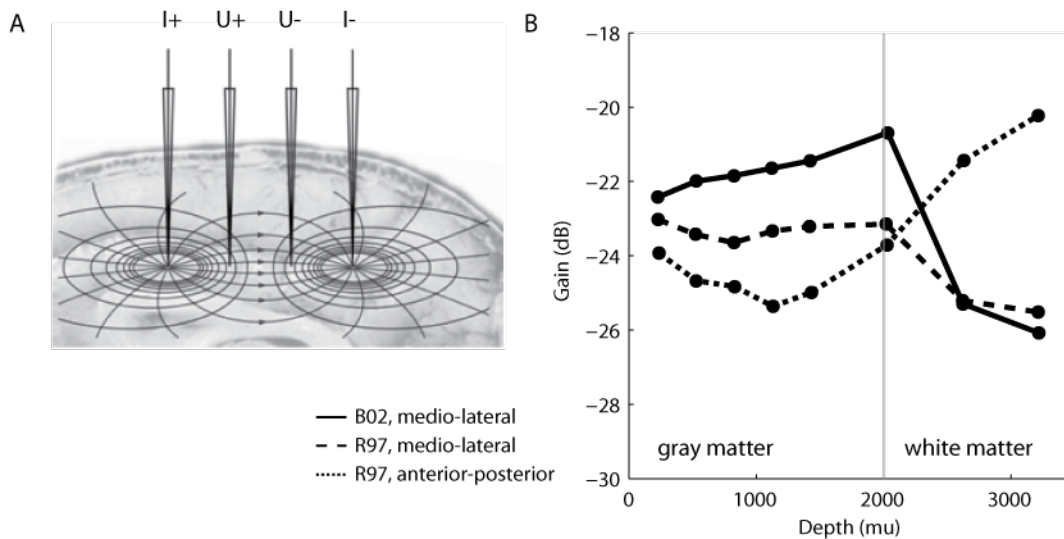 A
I+ U+ U- I-
B02, medio-lateral
R97, medio-lateral
R97, anterior-posterior
B
−18
−20
−22
−24
−26
−28
−30
Gain (dB)
gray matter white matter
0 1000 2000 3000
Depth (mu)